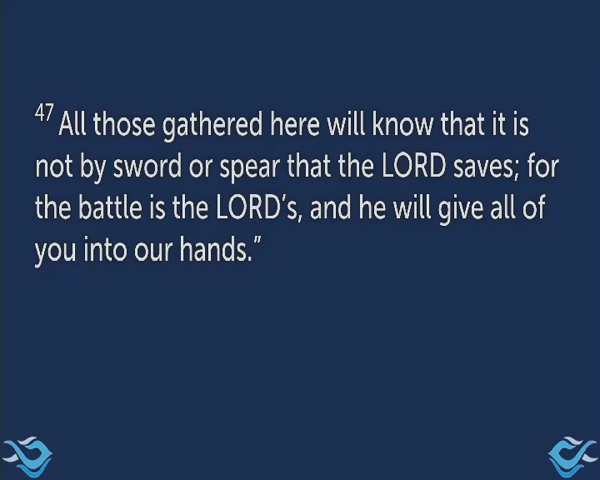 47 All those gathered here will know that it is
not by sword or spear that the LORD saves; for
the battle is the LORD’s, and he will give all of
you into our hands.”